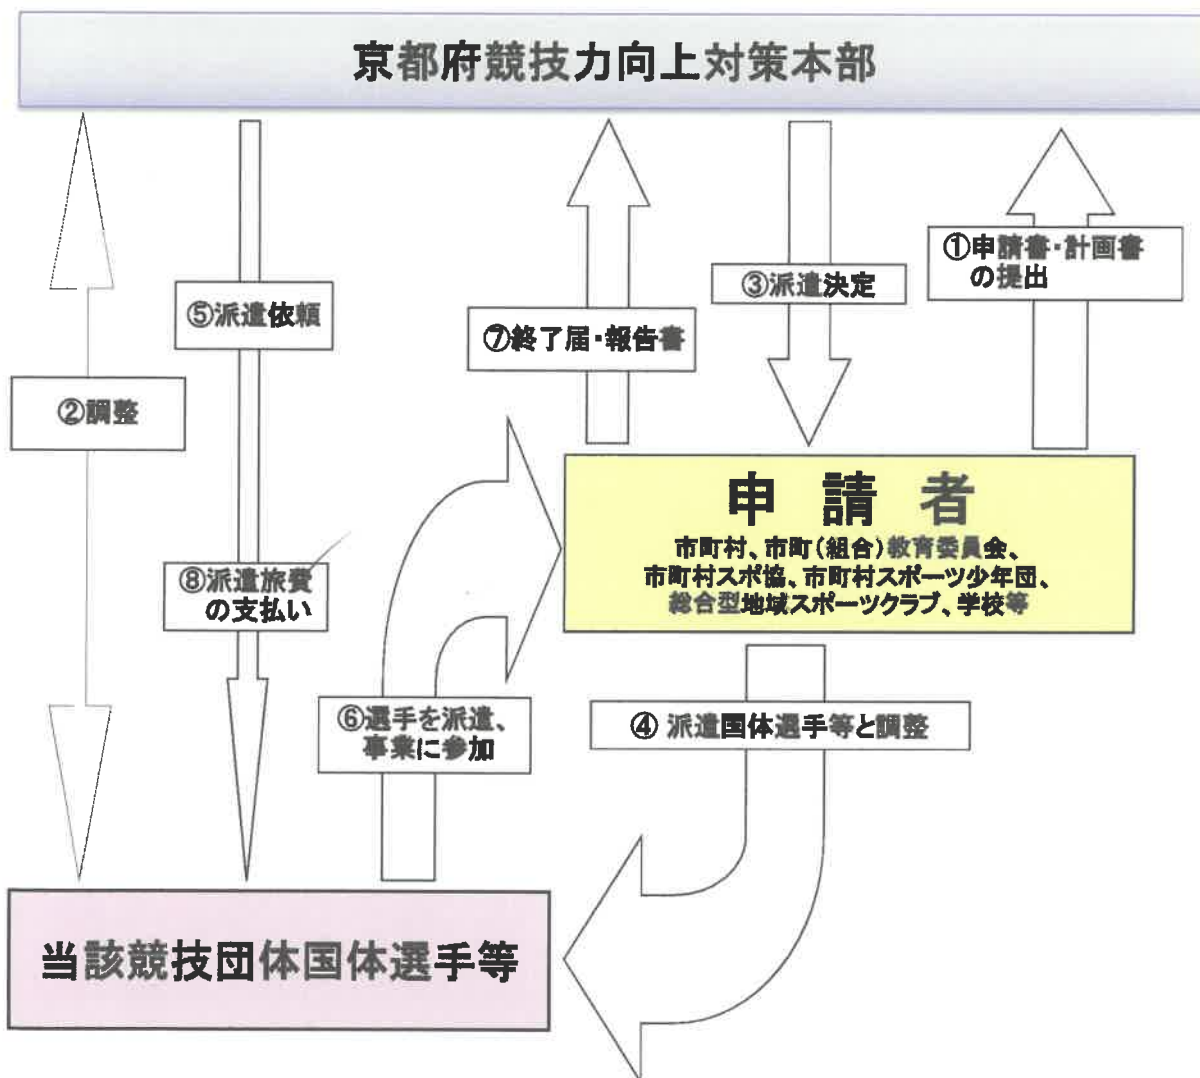 京都府競技力向上対策本部
①申請書・計画書
の提出
⑤派遣依頼
③派遣決定
⑦終了届・報告書
②調整
申 請 者
市町村、市町(組合)教育委員会、
市町村スポ協、市町村スポーツ少年団、
総合型地域スポーツクラブ、学校等
⑧派遣旅費
の支払い
⑥選手を派遣、
事業に参加
④ 派遣国体選手等と調整
当該競技団体国体選手等